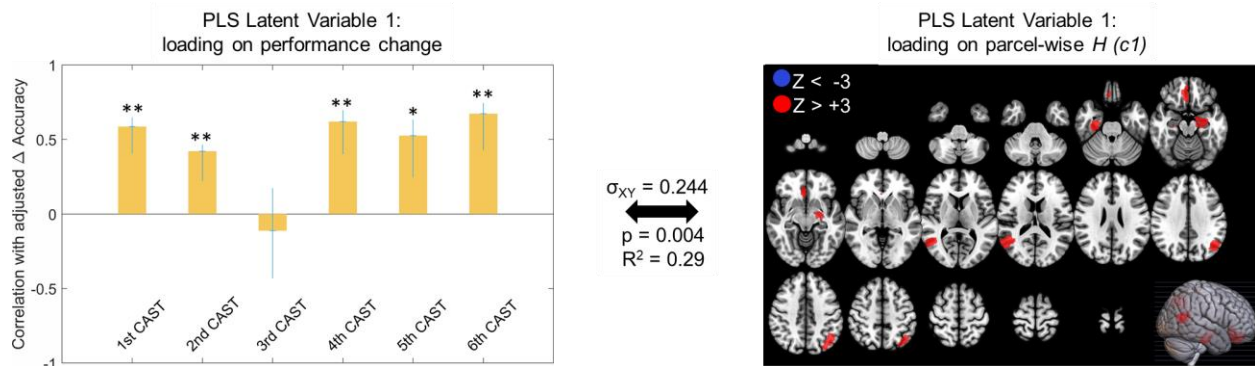 PLS Latent Variable 1:
loading on performance change
Correlation with adjusted Δ Accuracy
1
0.5
0
-0.5
-1
**
**
**
*
**
1st CAST
2nd CAST
3rd CAST
4th CAST
5th CAST
6th CAST
σXY = 0.244
p = 0.004
R² = 0.29
PLS Latent Variable 1:
loading on parcel-wise H (c1)
Z < -3
Z > +3